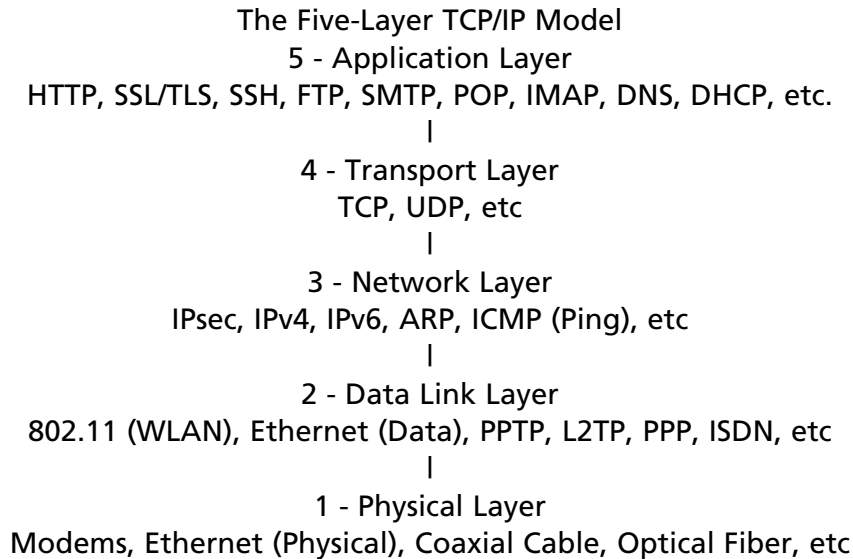 The Five-Layer TCP/IP Model
5 - Application Layer
HTTP, SSL/TLS, SSH, FTP, SMTP, POP, IMAP, DNS, DHCP, etc.
|
4 - Transport Layer
TCP, UDP, etc
|
3 - Network Layer
IPsec, IPv4, IPv6, ARP, ICMP (Ping), etc
|
2 - Data Link Layer
802.11 (WLAN), Ethernet (Data), PPTP, L2TP, PPP, ISDN, etc
|
1 - Physical Layer
Modems, Ethernet (Physical), Coaxial Cable, Optical Fiber, etc